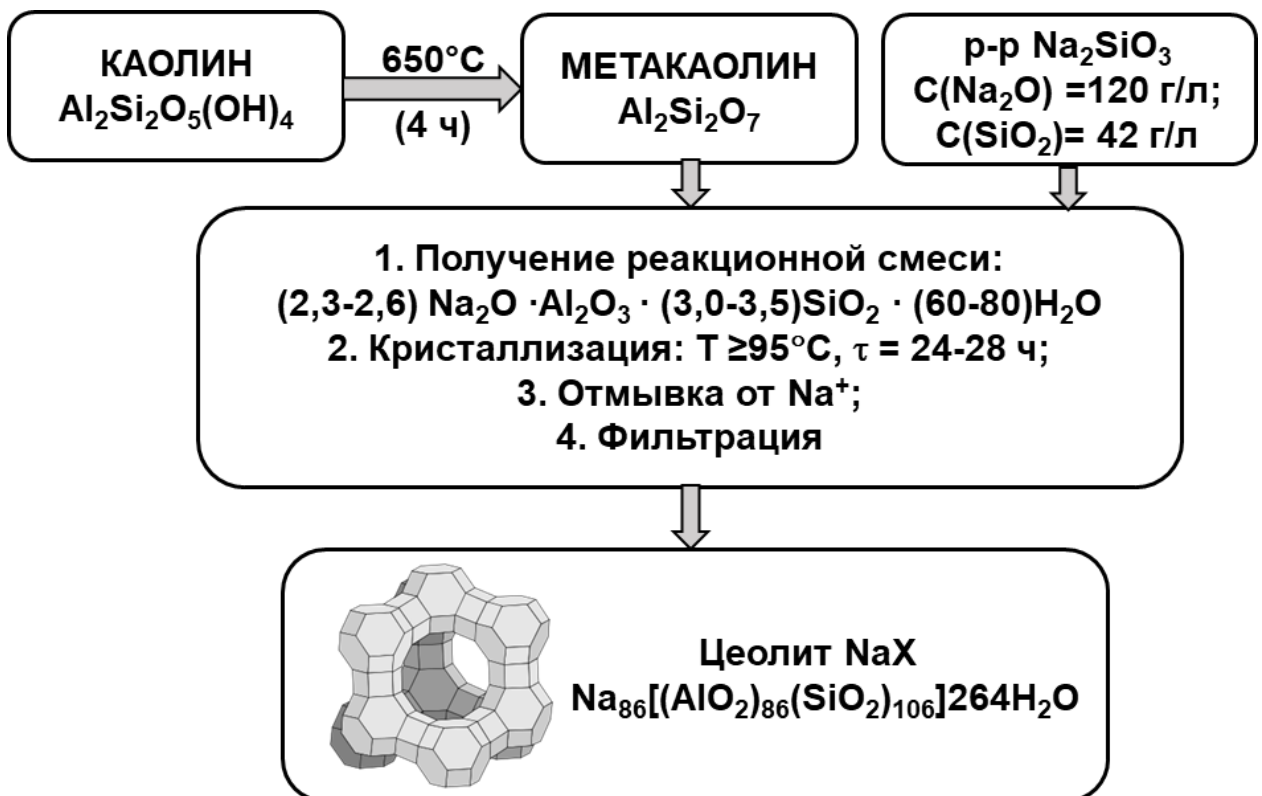 КАОЛИН
Al₂Si₂O₅(OH)₄
650°C
(4 ч)
МЕТАКАОЛИН
Al₂Si₂O₇
р-р Na₂SiO₃
C(Na₂O) =120 г/л;
C(SiO₂)= 42 г/л
1. Получение реакционной смеси:
(2,3-2,6) Na₂O ·Al₂O₃ · (3,0-3,5)SiO₂ · (60-80)H₂O
2. Кристаллизация: T ≥95°C, τ = 24-28 ч;
3. Отмывка от Na⁺;
4. Фильтрация
Цеолит NaX
Na₈₆[(AlO₂)₈₆(SiO₂)₁₀₆]264H₂O